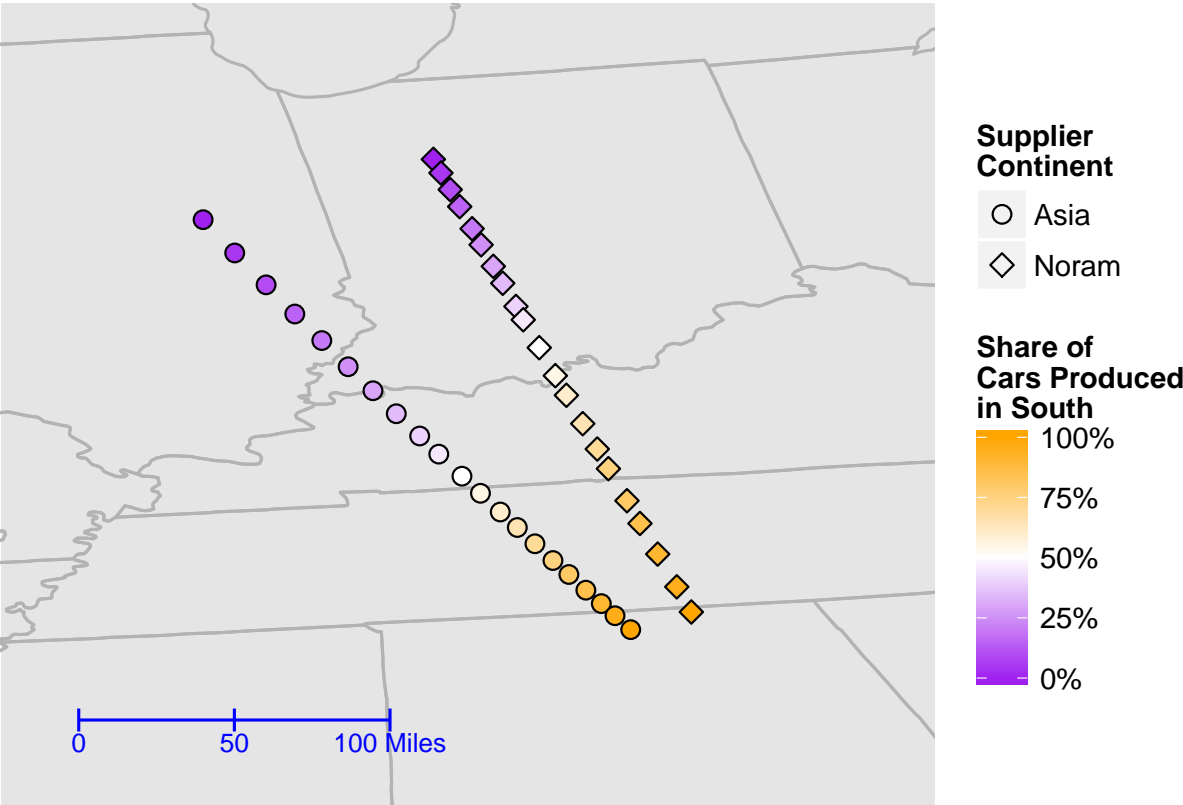 Supplier
Continent
Asia
Noram
Share of
Cars Produced
in South
100%
75%
50%
25%
0%
0 50 100 Miles